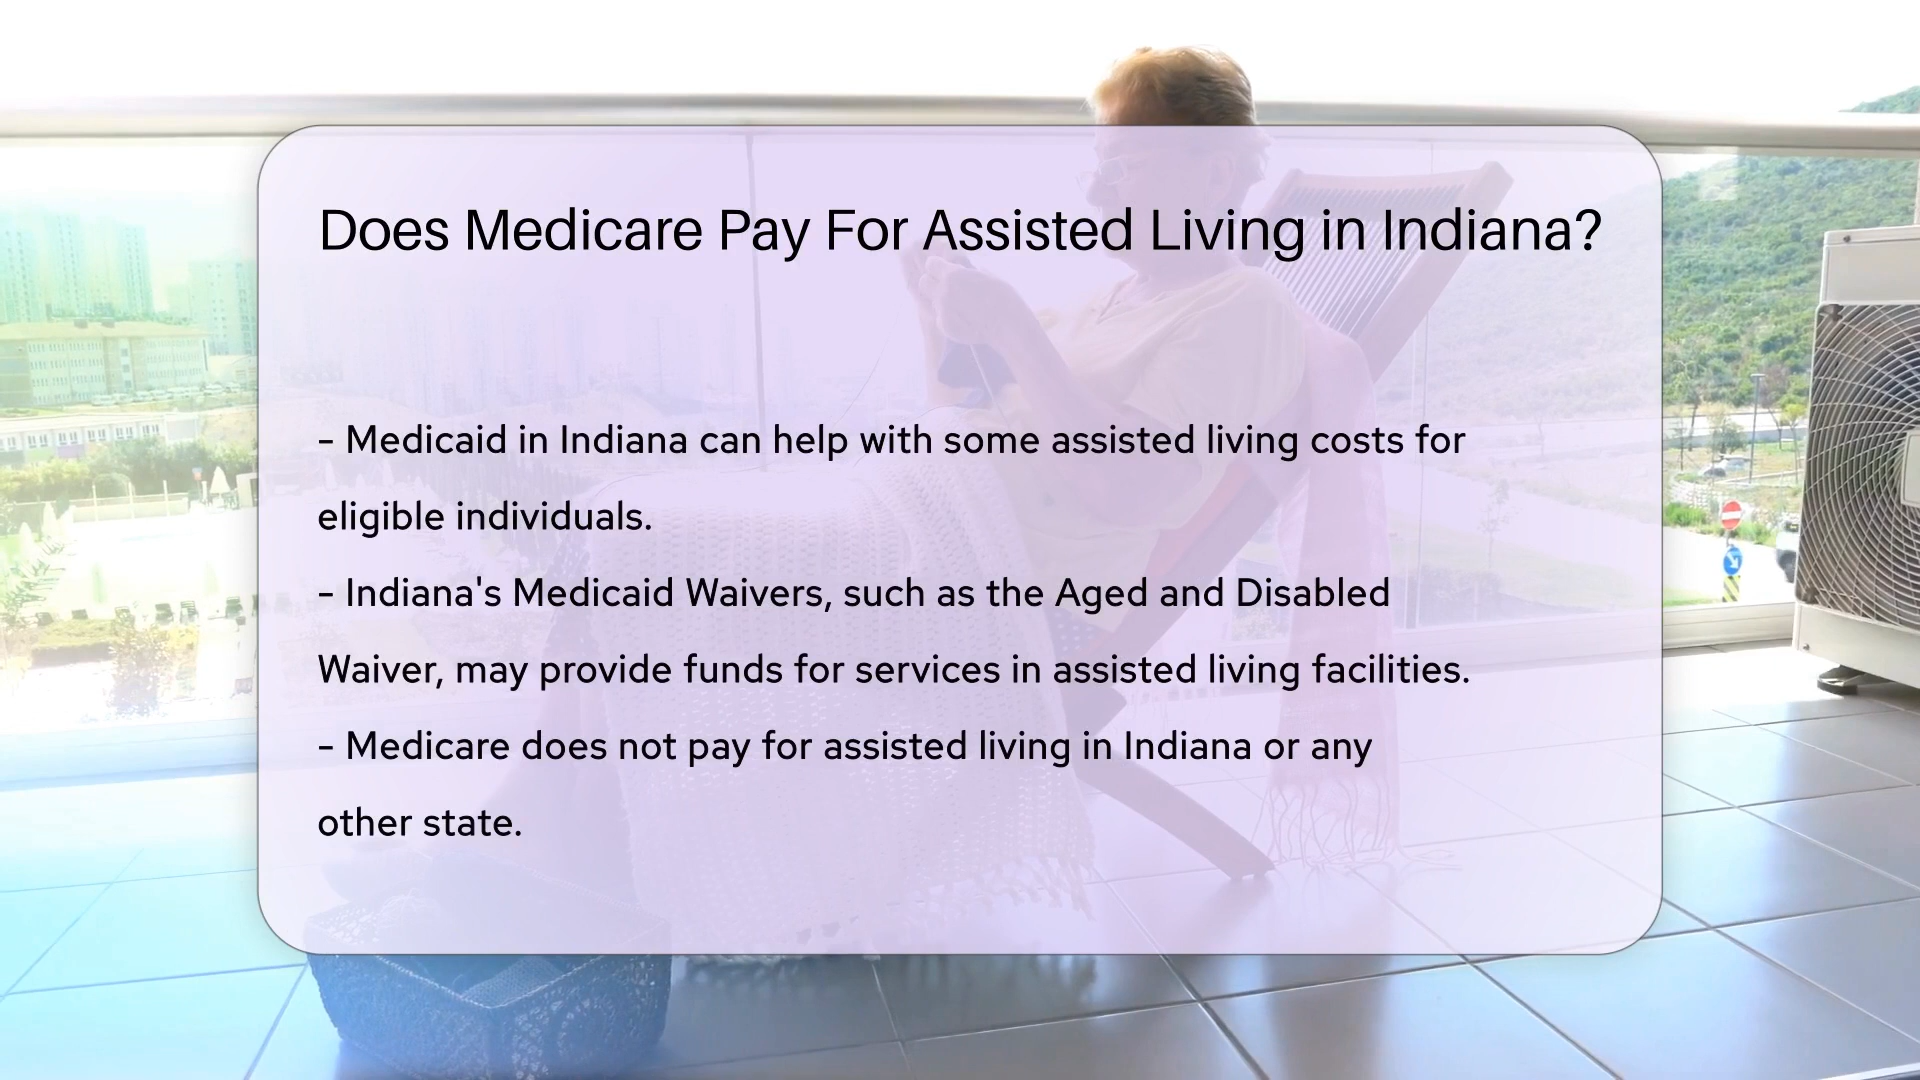 Does Medicare Pay For Assisted Living in Indiana?
- Medicaid in Indiana can help with some assisted living costs for
eligible individuals.
- Indiana's Medicaid Waivers, such as the Aged and Disabled
Waiver, may provide funds for services in assisted living facilities.
- Medicare does not pay for assisted living in Indiana or any
other state.